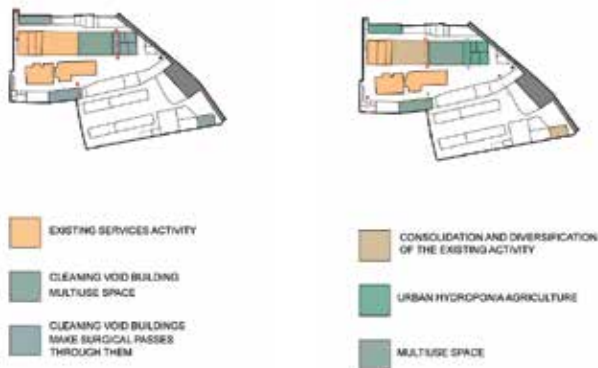 EXISTING SERVICES ACTIVITY
CLEANING VOID BUILDING
MULTIUSE SPACE
CLEANING VOID BUILDINGS
MAKE SURGICAL PASSES
THROUGH THEM
CONSOLIDATION AND DIVERSIFICATION
OF THE EXISTING ACTIVITY
URBAN HYDROPONIA AGRICULTURE
MULTIUSE SPACE